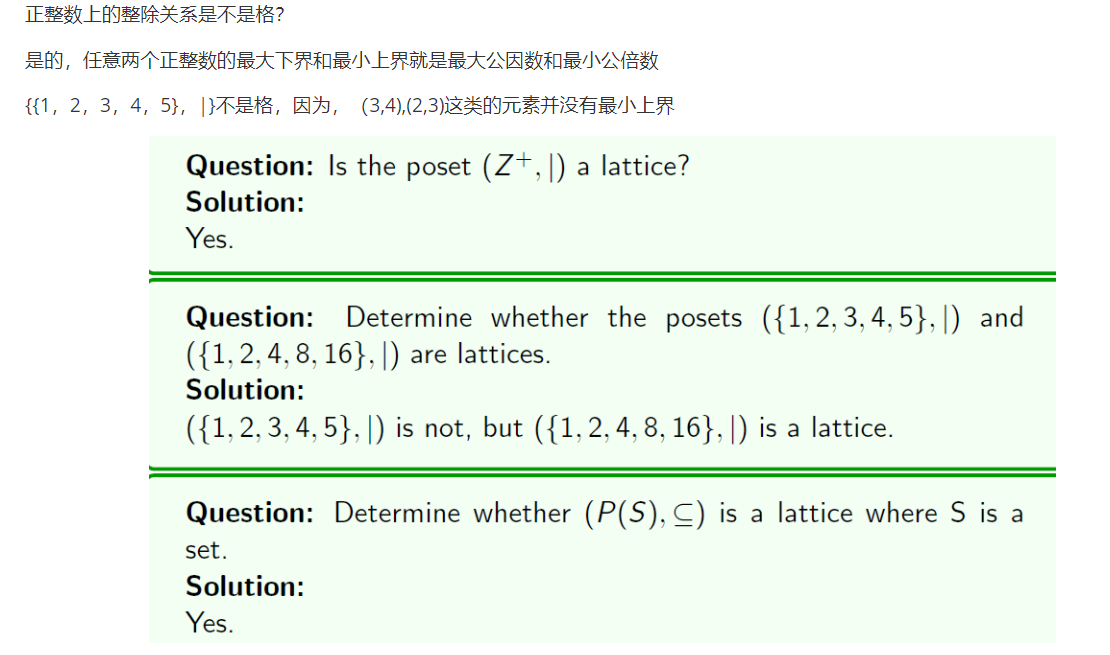 正整数上的整除关系是不是格?
是的，任意两个正整数的最大下界和最小上界就是最大公因数和最小公倍数
{{1，2，3，4，5}，|}不是格，因为， (3,4),(2,3)这类的元素并没有最小上界
Question: Is the poset (Z⁺, |) a lattice?
Solution:
Yes.
Question: Determine whether the posets ({1, 2, 3, 4, 5}, |) and
({1, 2, 4, 8, 16}, |) are lattices.
Solution:
({1, 2, 3, 4, 5}, |) is not, but ({1, 2, 4, 8, 16}, |) is a lattice.
Question: Determine whether (P(S), ⊆) is a lattice where S is a
set.
Solution:
Yes.